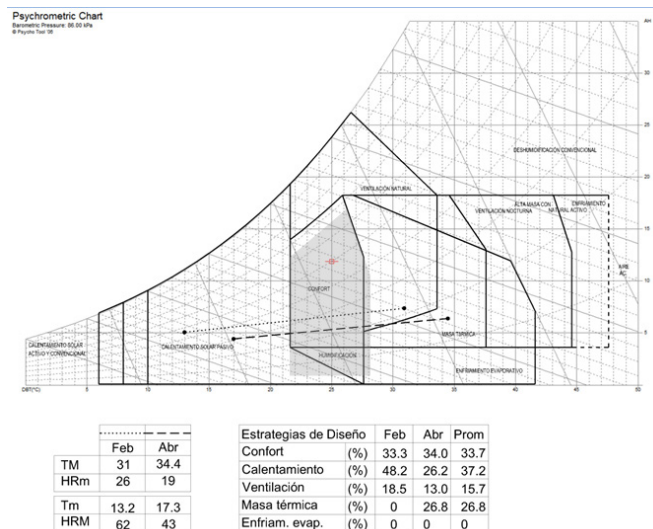 Psychrometric Chart
Barometric Pressure: 86.00 kPa
© Psycho Tool '98
AH
30
25
20
15
10
5
DESHUMIDIFICACIÓN CONVENCIONAL
VENTILACIÓN NATURAL
ALTA MASA CON
VENTILACIÓN NOCTURNA
ENFRIAMIENTO
NATURAL ACTIVO
AIRE
AC.
CONFORT
MASA TÉRMICA
CALENTAMIENTO SOLAR
ACTIVO Y CONVENCIONAL
CALENTAMIENTO SOLAR PASIVO
HUMIDIFICACIÓN
ENFRIAMIENTO EVAPORATIVO
DBT(°C) 5 10 15 20 25 30 35 40 45 50
Feb Abr
TM 31 34.4
HRm 26 19
Tm 13.2 17.3
HRM 62 43
Estrategias de Diseño Feb Abr Prom
Confort (%) 33.3 34.0 33.7
Calentamiento (%) 48.2 26.2 37.2
Ventilación (%) 18.5 13.0 15.7
Masa térmica (%) 0 26.8 26.8
Enfriam. evap. (%) 0 0 0